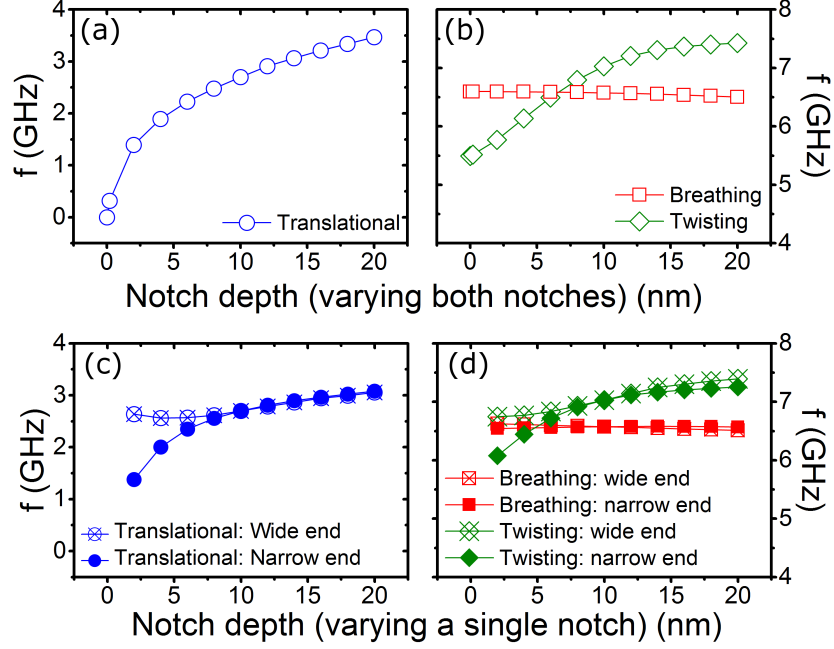 (a)
f (GHz)
4
3
2
1
0
Translational
0 5 10 15 20
(b)
8
7
6
5
4
f (GHz)
Breathing
Twisting
0 5 10 15 20
Notch depth (varying both notches) (nm)
(c)
f (GHz)
4
3
2
1
0
Translational: Wide end
Translational: Narrow end
0 5 10 15 20
(d)
8
7
6
5
4
f (GHz)
Breathing: wide end
Breathing: narrow end
Twisting: wide end
Twisting: narrow end
0 5 10 15 20
Notch depth (varying a single notch) (nm)